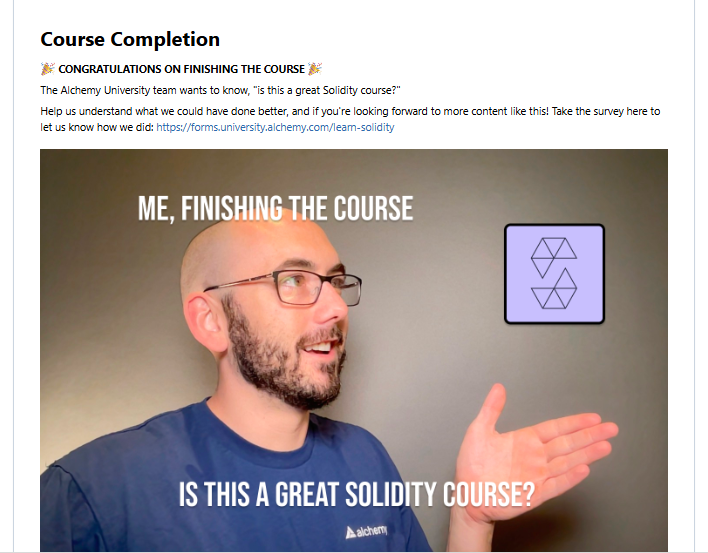 Course Completion
🎉 CONGRATULATIONS ON FINISHING THE COURSE 🎉
The Alchemy University team wants to know, "is this a great Solidity course?"
Help us understand what we could have done better, and if you're looking forward to more content like this! Take the survey here to
let us know how we did: https://forms.university.alchemy.com/learn-solidity
ME, FINISHING THE COURSE
IS THIS A GREAT SOLIDITY COURSE?
alchemy